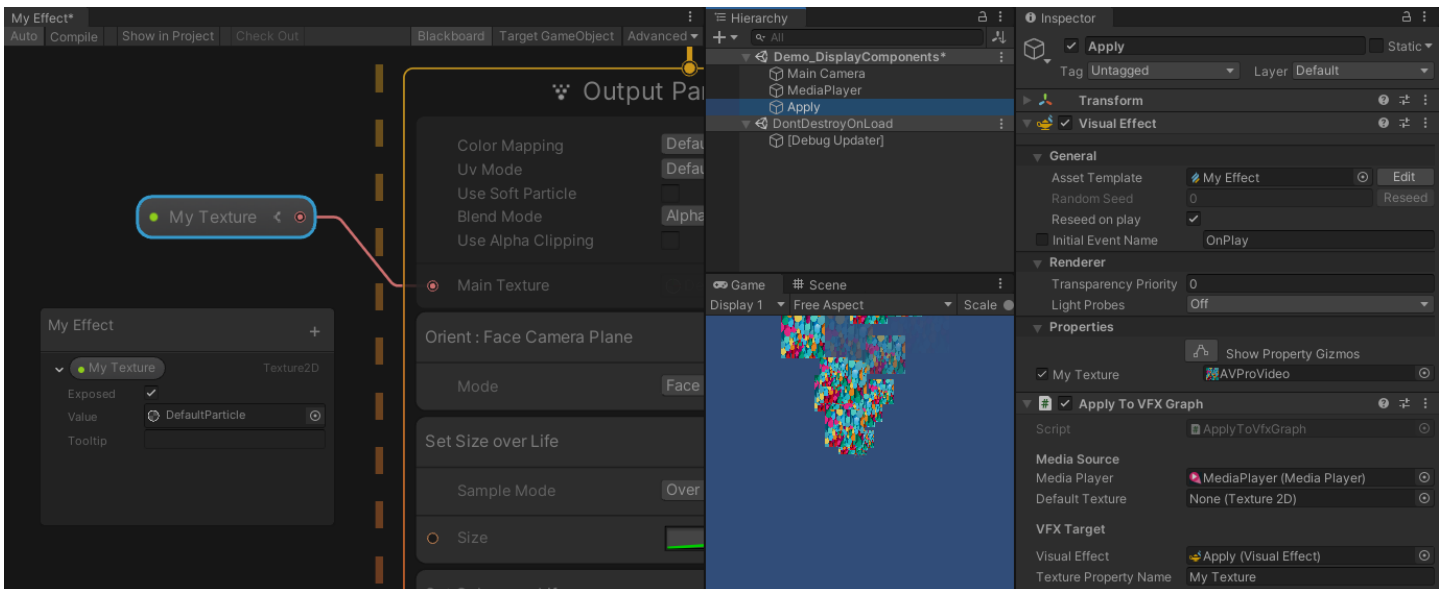 My Effect*
Auto Compile Show in Project Check Out Blackboard Target GameObject Advanced
Output Par
Color Mapping Defau
Uv Mode Defau
Use Soft Particle
Blend Mode Alpha
Use Alpha Clipping
My Texture
Main Texture
Orient : Face Camera Plane
Mode Face
Set Size over Life
Sample Mode Over
Size
My Effect +
My Texture Texture2D
Exposed
Value DefaultParticle
Tooltip
Hierarchy
All
Demo_DisplayComponents*
Main Camera
MediaPlayer
Apply
DontDestroyOnLoad
[Debug Updater]
Game Scene
Display 1 Free Aspect Scale
Inspector
Apply Static
Tag Untagged Layer Default
Transform
Visual Effect
General
Asset Template My Effect Edit
Random Seed 0 Reseed
Reseed on play
Initial Event Name OnPlay
Renderer
Transparency Priority 0
Light Probes Off
Properties
Show Property Gizmos
My Texture AVProVideo
# Apply To VFX Graph
Script ApplyToVfxGraph
Media Source
Media Player MediaPlayer (Media Player)
Default Texture None (Texture 2D)
VFX Target
Visual Effect Apply (Visual Effect)
Texture Property Name My Texture